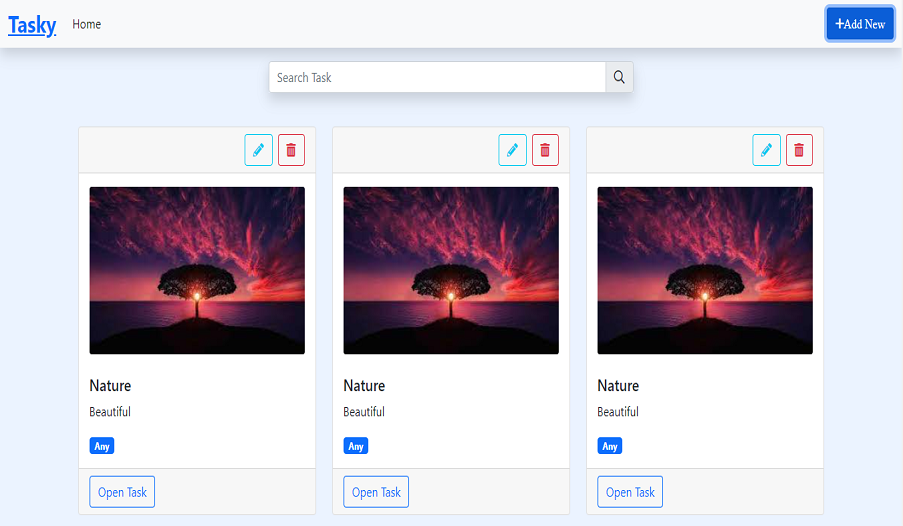 Tasky Home +Add New
Search Task
Nature Nature Nature
Beautiful Beautiful Beautiful
Any Any Any
Open Task Open Task Open Task